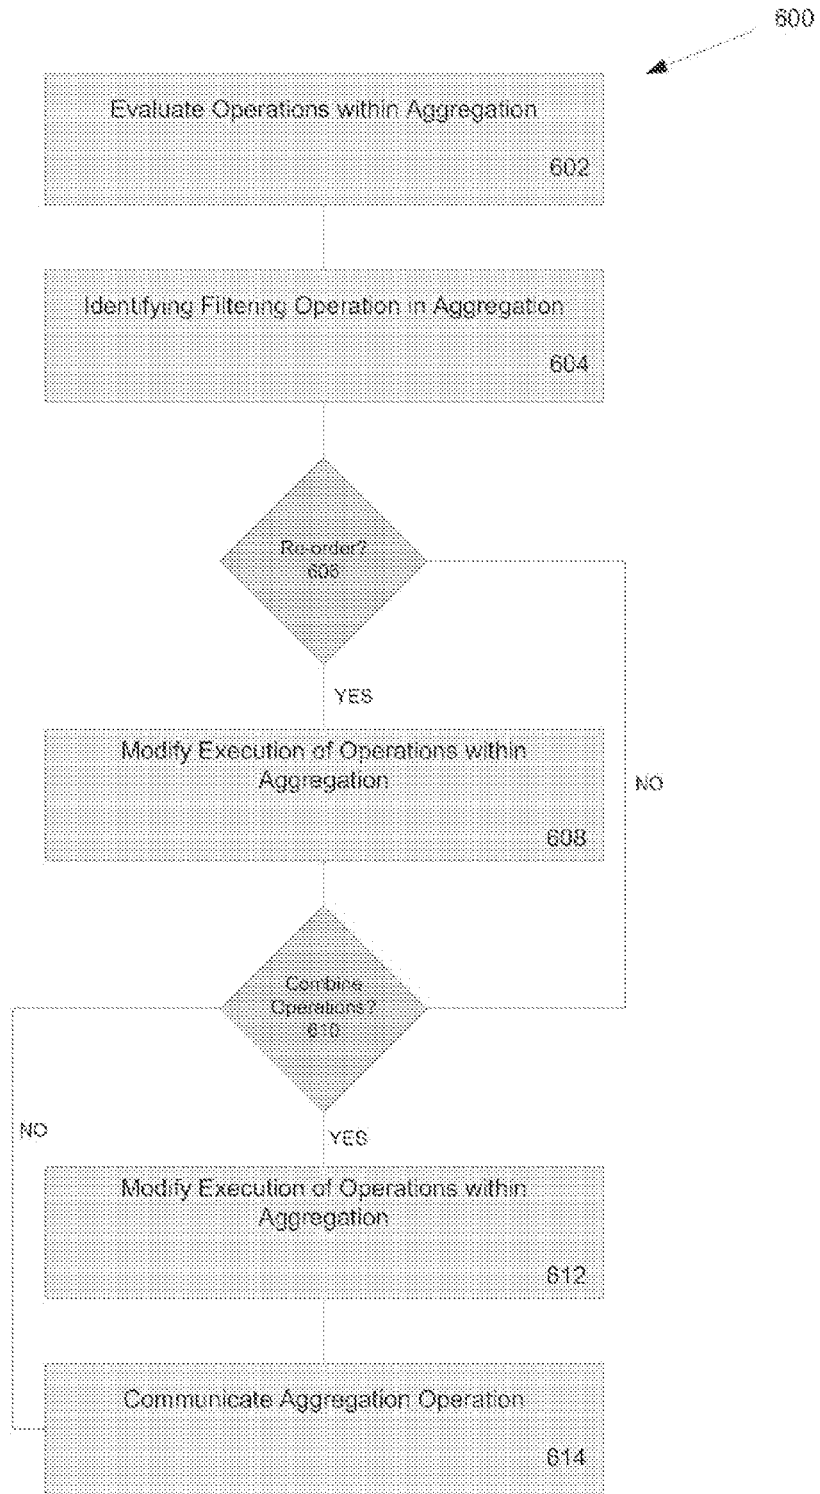 600
Evaluate Operations within Aggregation
602
Identifying Filtering Operation in Aggregation
604
Re-order?
606
YES
Modify Execution of Operations within
Aggregation
608
NO
Combine
Operations?
610
NO
YES
Modify Execution of Operations within
Aggregation
612
Communicate Aggregation Operation
614